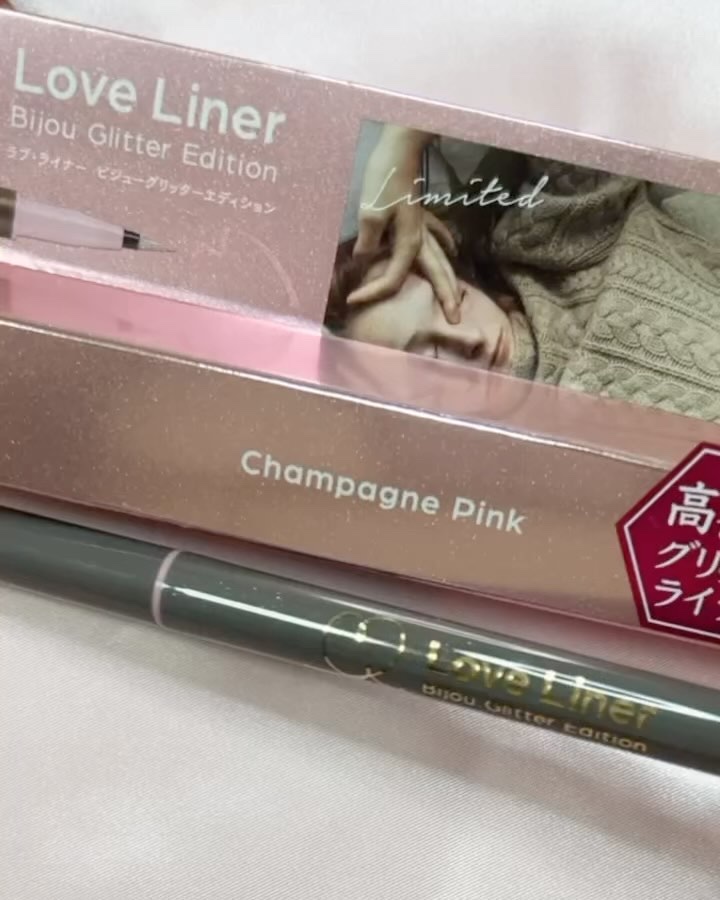 Love Liner
Bijou Glitter Edition
ラブ・ライナー ビジューグリッターエディション
Limited
Champagne Pink
高
グリ
ライ
Love Liner
Bijou Glitter Edition